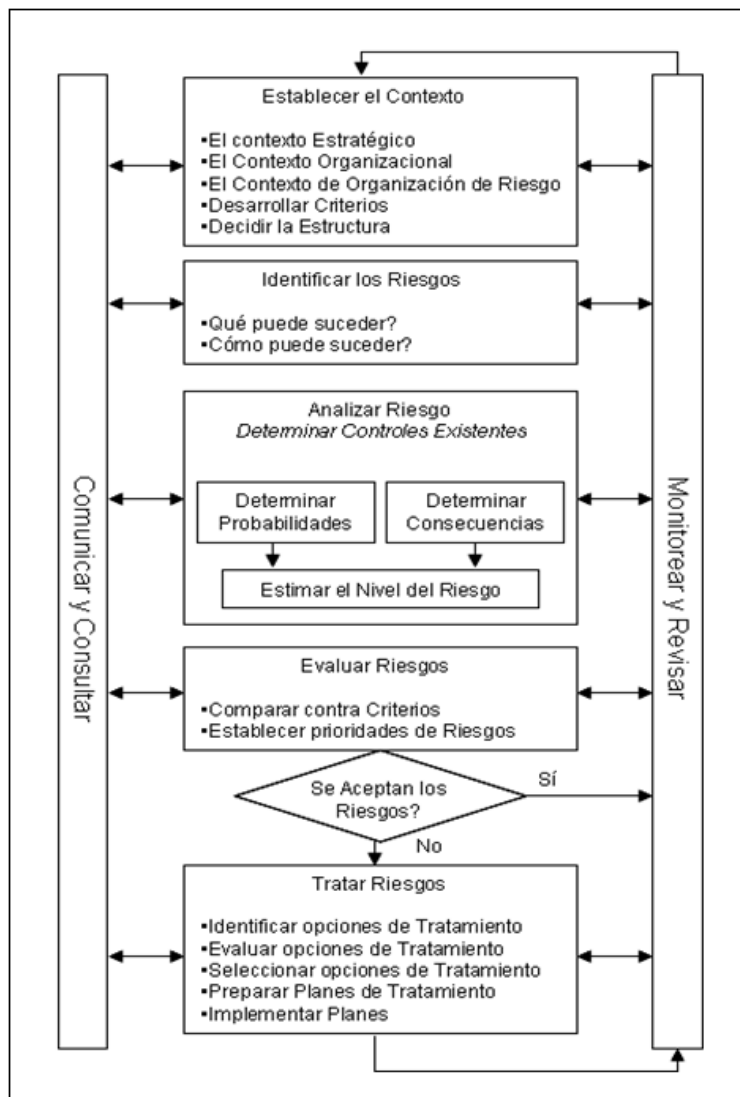 Establecer el Contexto
▪El contexto Estratégico
▪El Contexto Organizacional
▪El Contexto de Organización de Riesgo
▪Desarrollar Criterios
▪Decidir la Estructura
Identificar los Riesgos
▪Qué puede suceder?
▪Cómo puede suceder?
Analizar Riesgo
Determinar Controles Existentes
Determinar
Probabilidades
Determinar
Consecuencias
Estimar el Nivel del Riesgo
Evaluar Riesgos
▪Comparar contra Criterios
▪Establecer prioridades de Riesgos
Se Aceptan los
Riesgos?
Sí
No
Tratar Riesgos
▪Identificar opciones de Tratamiento
▪Evaluar opciones de Tratamiento
▪Seleccionar opciones de Tratamiento
▪Preparar Planes de Tratamiento
▪Implementar Planes
Comunicar y Consultar
Monitorear y Revisar